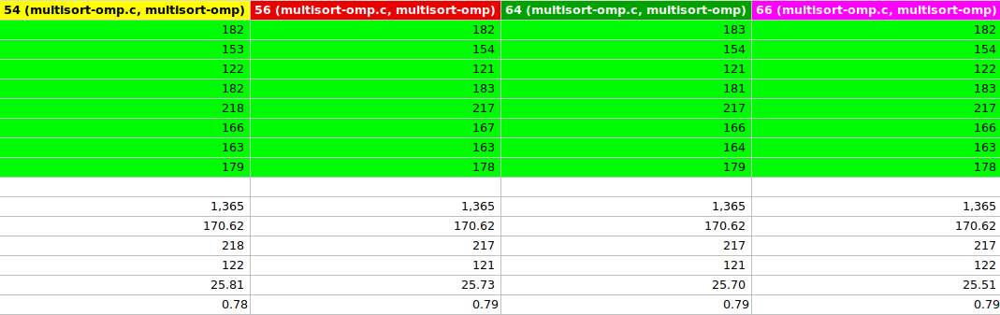 54 (multisort-omp.c, multisort-omp) 56 (multisort-omp.c, multisort-omp) 64 (multisort-omp.c, multisort-omp) 66 (multisort-omp.c, multisort-omp)
182 182 183 182
153 154 154 154
122 121 121 122
182 183 181 183
218 217 217 217
166 167 166 166
163 163 164 163
179 178 179 178
1,365 1,365 1,365 1,365
170.62 170.62 170.62 170.62
218 217 217 217
122 121 121 122
25.81 25.73 25.70 25.51
0.78 0.79 0.79 0.79